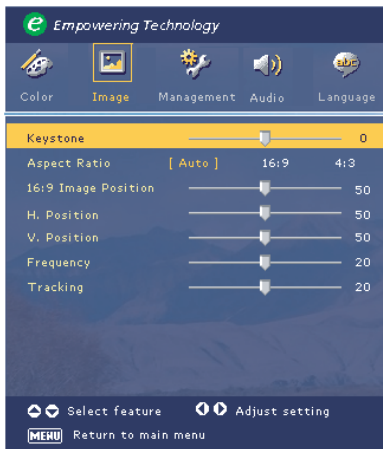 e Empowering Technology
Color Image Management Audio abc Language
Keystone 0
Aspect Ratio [ Auto ] 16:9 4:3
16:9 Image Position 50
H. Position 50
V. Position 50
Frequency 20
Tracking 20
Select feature Adjust setting
MENU Return to main menu